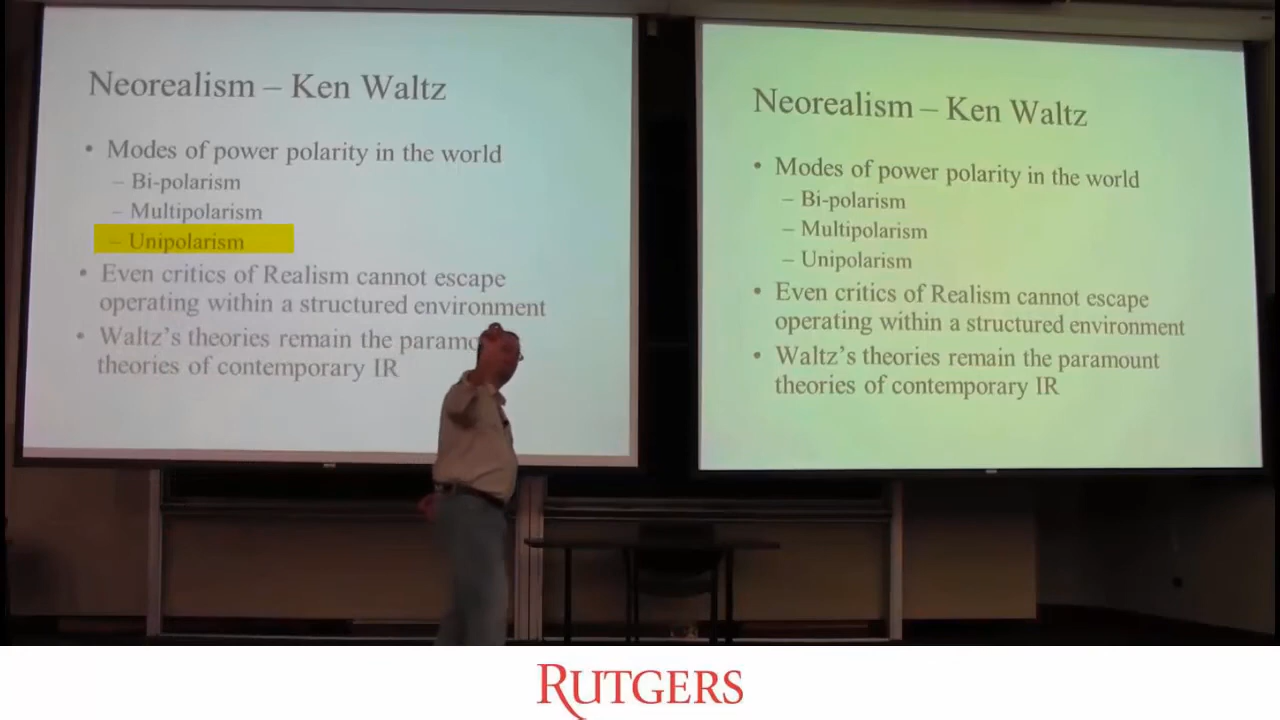 Neorealism – Ken Waltz
• Modes of power polarity in the world
– Bi-polarism
– Multipolarism
– Unipolarism
• Even critics of Realism cannot escape
operating within a structured environment
• Waltz's theories remain the
theories of contemporary IR
Neorealism – Ken Waltz
• Modes of power polarity in the world
– Bi-polarism
– Multipolarism
– Unipolarism
• Even critics of Realism cannot escape
operating within a structured environment
• Waltz's theories remain the paramount
theories of contemporary IR
RUTGERS